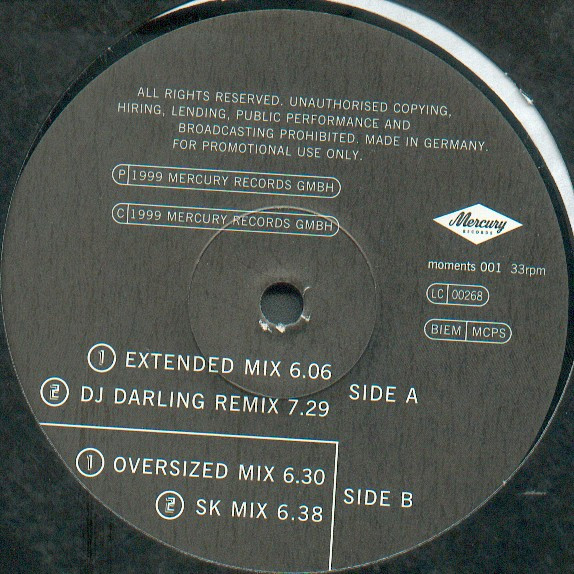 ALL RIGHTS RESERVED. UNAUTHORISED COPYING,
HIRING, LENDING, PUBLIC PERFORMANCE AND
BROADCASTING PROHIBITED. MADE IN GERMANY.
FOR PROMOTIONAL USE ONLY.
P 1999 MERCURY RECORDS GMBH
C 1999 MERCURY RECORDS GMBH
Mercury
RECORDS
moments 001 33rpm
LC 00268
BIEM MCPS
1 EXTENDED MIX 6.06
2 DJ DARLING REMIX 7.29
SIDE A
1 OVERSIZED MIX 6.30
2 SK MIX 6.38
SIDE B